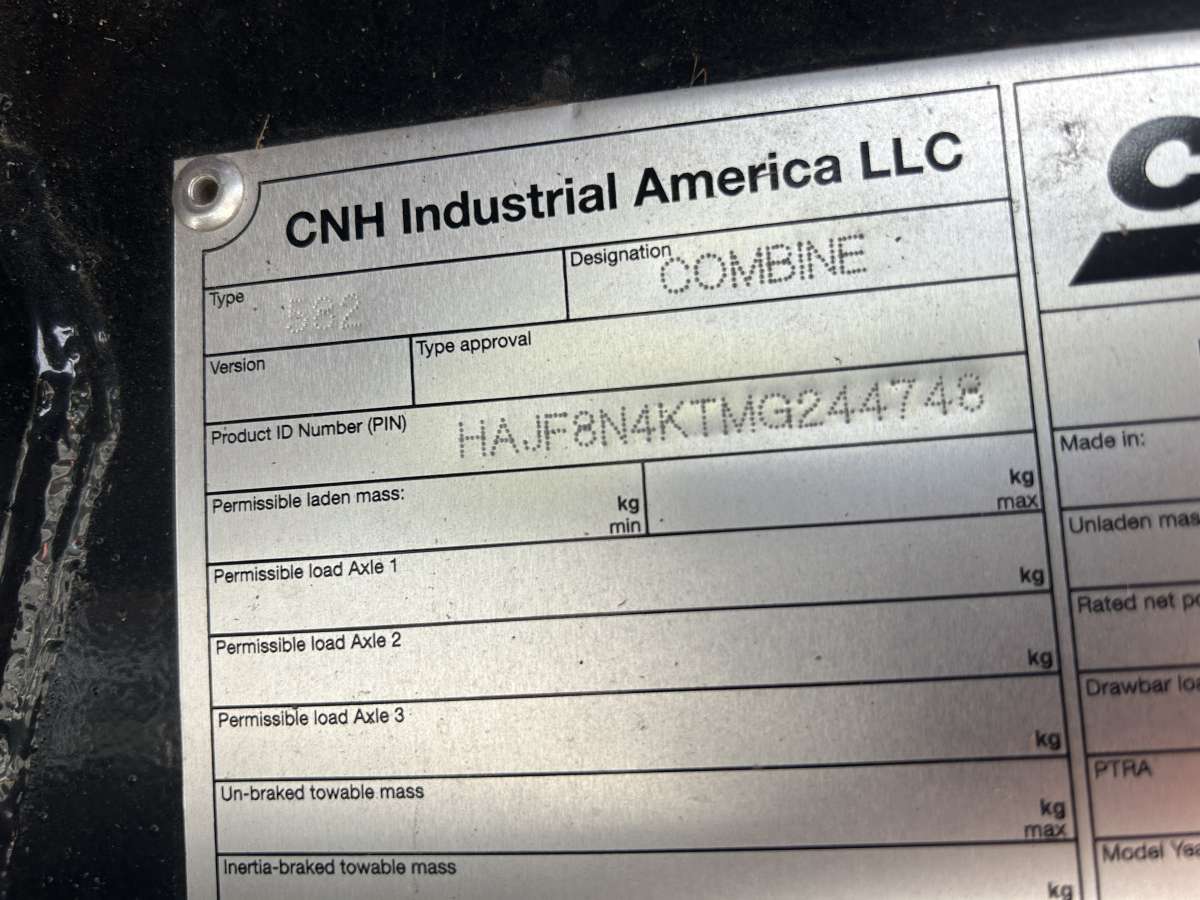 CNH Industrial America LLC
Type
Designation COMBINE
Version
Type approval
Product ID Number (PIN) HAJF8N4KTMG244748
Permissible laden mass:
kg
min
kg
max
Made in:
Permissible load Axle 1
kg
Unladen mas
Permissible load Axle 2
kg
Rated net po
Permissible load Axle 3
kg
Drawbar loa
Un-braked towable mass
kg
max
PTRA
Inertia-braked towable mass
kg
Model Yea
C